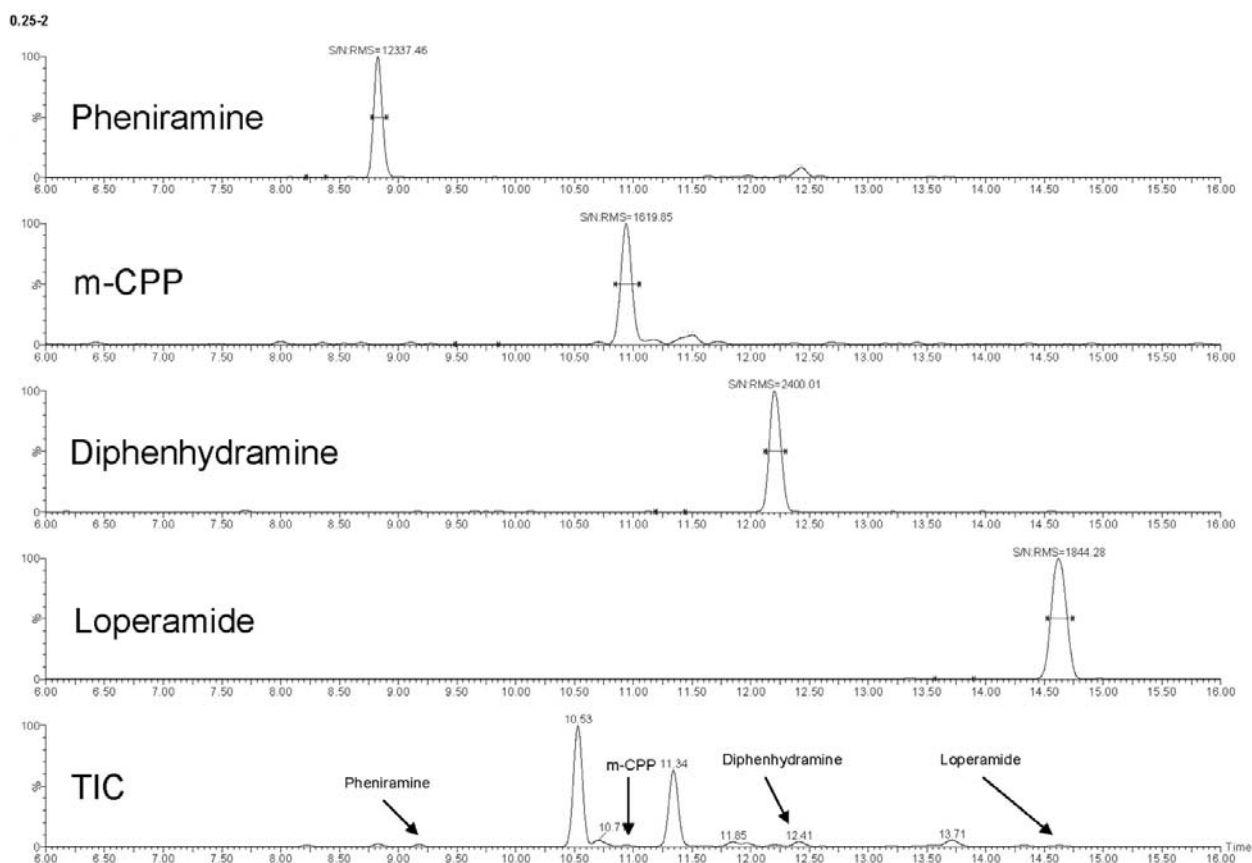 0.25-2
S/N:RMS=12337.46
100
%
0
Pheniramine
6.00 6.50 7.00 7.50 8.00 8.50 9.00 9.50 10.00 10.50 11.00 11.50 12.00 12.50 13.00 13.50 14.00 14.50 15.00 15.50 16.00
S/N:RMS=1619.85
100
%
0
m-CPP
6.00 6.50 7.00 7.50 8.00 8.50 9.00 9.50 10.00 10.50 11.00 11.50 12.00 12.50 13.00 13.50 14.00 14.50 15.00 15.50 16.00
S/N:RMS=2400.01
100
%
0
Diphenhydramine
6.00 6.50 7.00 7.50 8.00 8.50 9.00 9.50 10.00 10.50 11.00 11.50 12.00 12.50 13.00 13.50 14.00 14.50 15.00 15.50 16.00
S/N:RMS=1844.28
100
%
0
Loperamide
6.00 6.50 7.00 7.50 8.00 8.50 9.00 9.50 10.00 10.50 11.00 11.50 12.00 12.50 13.00 13.50 14.00 14.50 15.00 15.50 16.00
10.53
100
%
0
TIC
Pheniramine
m-CPP
11.34
Diphenhydramine
Loperamide
10.7
11.85
12.41
13.71
Time
6.00 6.50 7.00 7.50 8.00 8.50 9.00 9.50 10.00 10.50 11.00 11.50 12.00 12.50 13.00 13.50 14.00 14.50 15.00 15.50 16.00